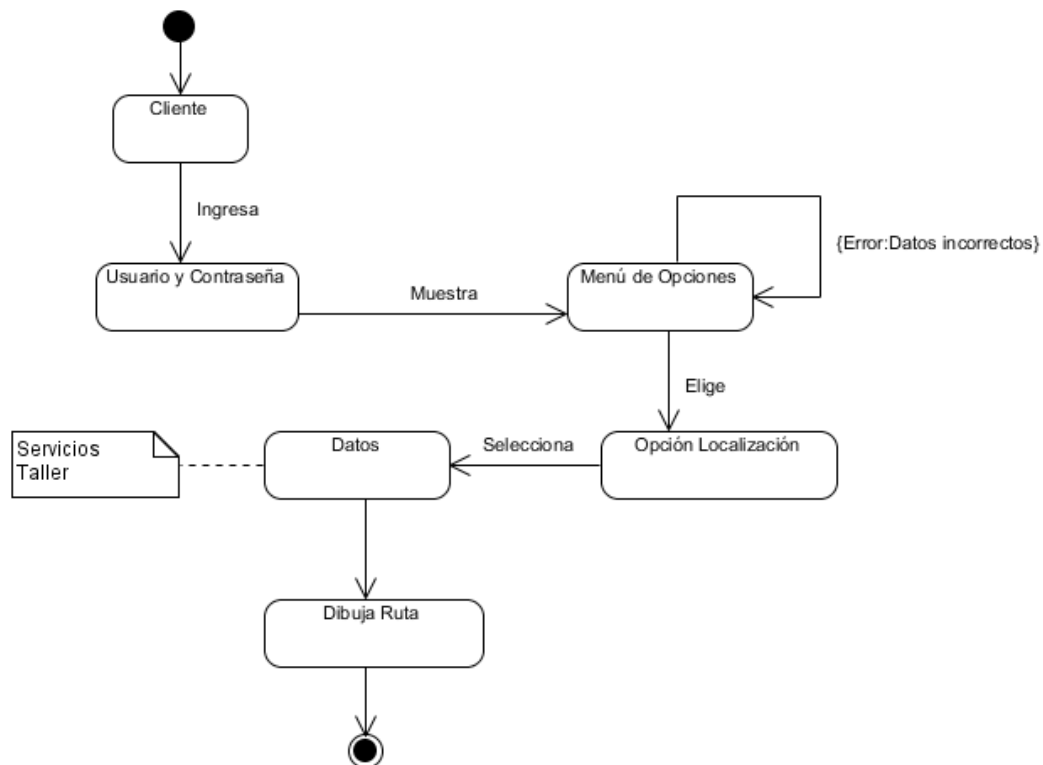 Cliente
Ingresa
Usuario y Contraseña
Muestra
Menú de Opciones
{Error:Datos incorrectos}
Elige
Opción Localización
Selecciona
Datos
Servicios
Taller
Dibuja Ruta